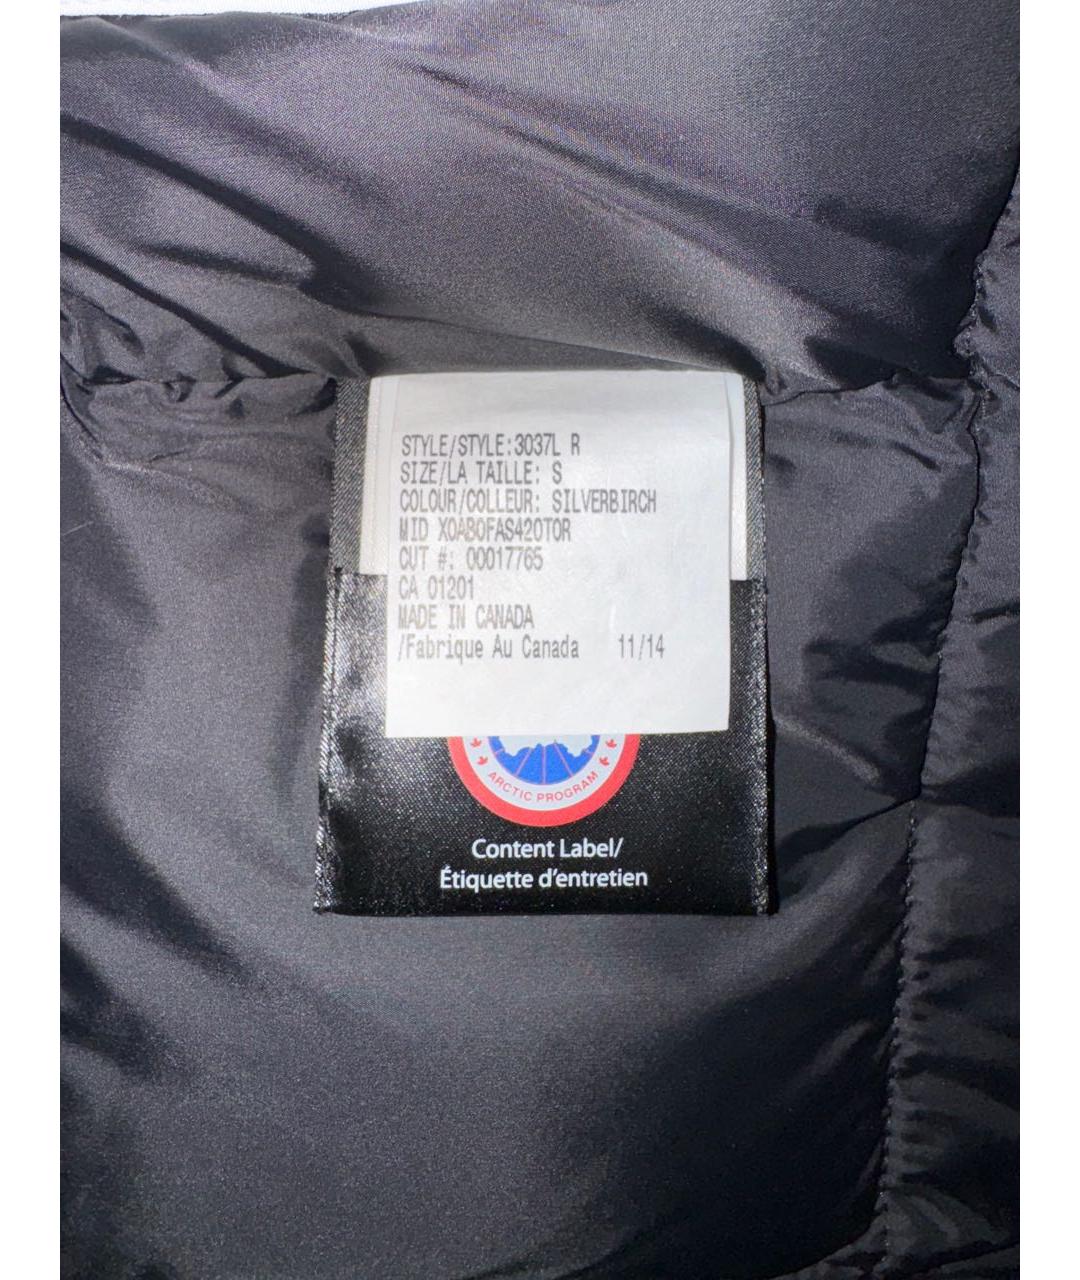 STYLE/STYLE:3037L R
SIZE/LA TAILLE: S
COLOUR/COLLEUR: SILVERBIRCH
MID XOABOFAS420TOR
CUT #: 00017765
CA 01201
MADE IN CANADA
/Fabrique Au Canada 11/14
ARCTIC PROGRAM
Content Label/
Étiquette d'entretien